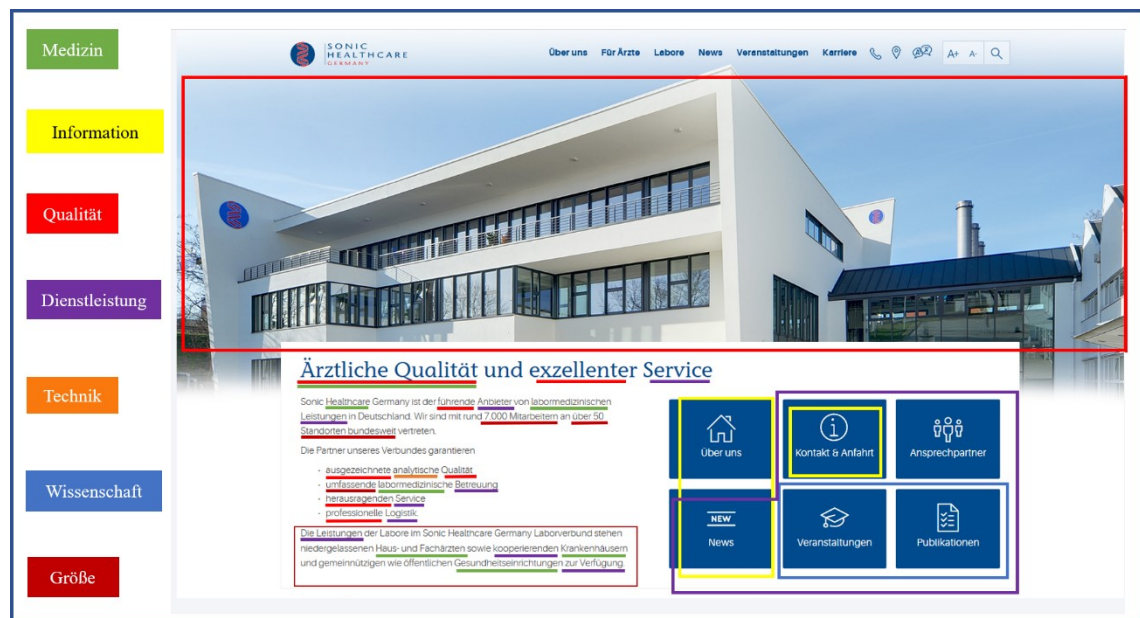 Medizin
Information
Qualität
Dienstleistung
Technik
Wissenschaft
Größe
SONIC
HEALTHCARE
GERMANY
Über uns Für Ärzte Labore News Veranstaltungen Karriere A+ A-
Ärztliche Qualität und exzellenter Service
Sonic Healthcare Germany ist der führende Anbieter von labormedizinischen
Leistungen in Deutschland. Wir sind mit rund 7.000 Mitarbeitern an über 50
Standorten bundesweit vertreten.
Die Partner unseres Verbundes garantieren
· ausgezeichnete analytische Qualität
· umfassende labormedizinische Betreuung
· herausragenden Service
· professionelle Logistik.
Die Leistungen der Labore im Sonic Healthcare Germany Laborverbund stehen
niedergelassenen Haus- und Fachärzten sowie kooperierenden Krankenhäusern
und gemeinnützigen wie öffentlichen Gesundheitseinrichtungen zur Verfügung.
Über uns
Kontakt & Anfahrt
Ansprechpartner
NEW
News
Veranstaltungen
Publikationen